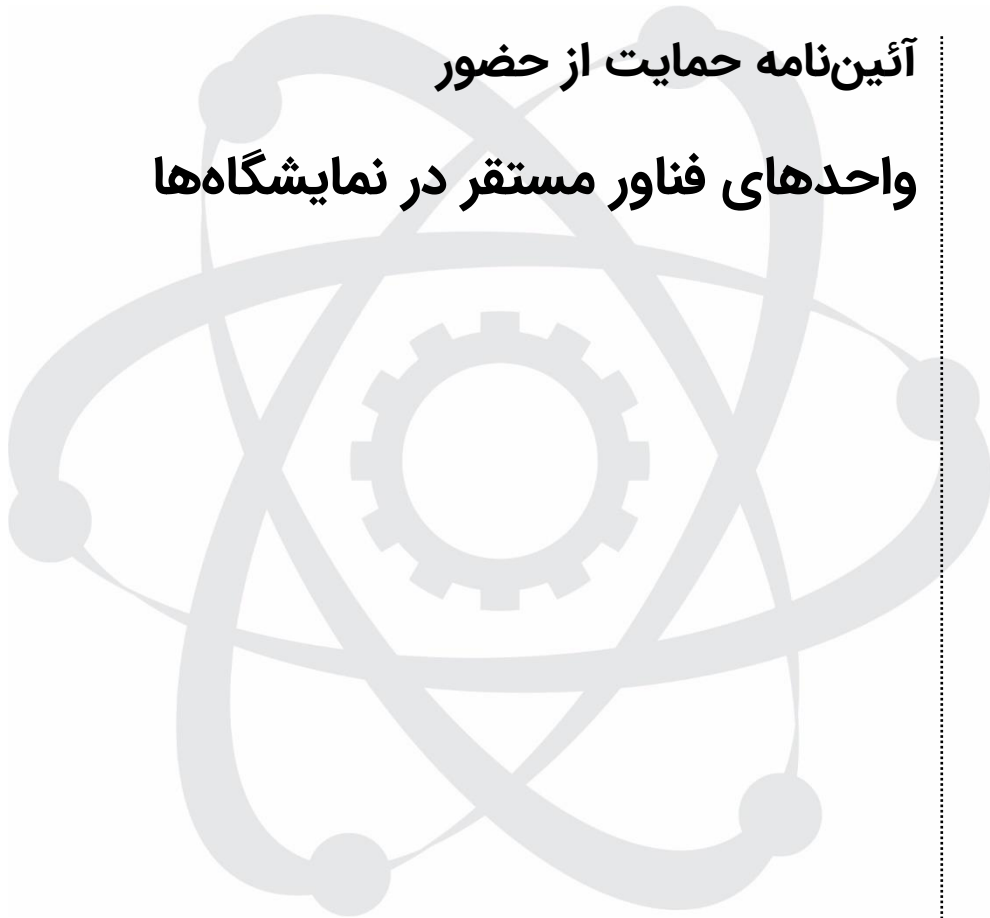 آئین‌نامه حمایت از حضور
واحدهای فناور مستقر در نمایشگاه‌ها